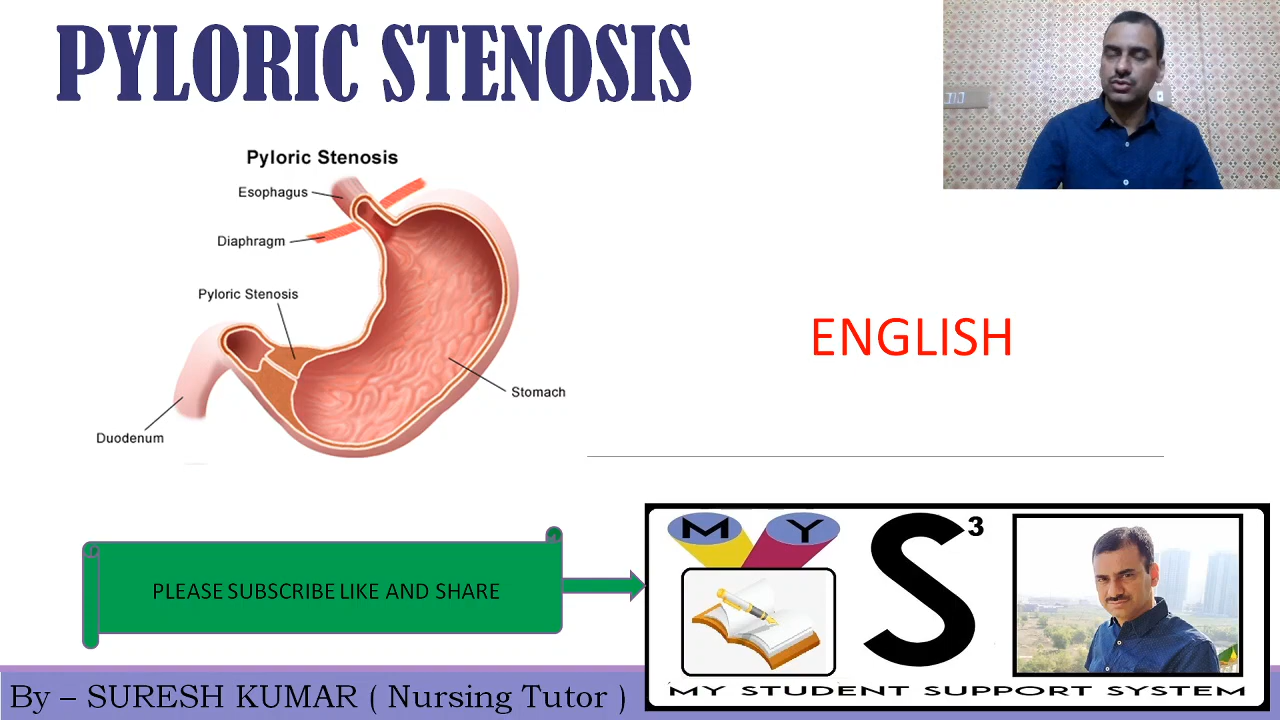 PYLORIC STENOSIS
Pyloric Stenosis
Esophagus
Diaphragm
Pyloric Stenosis
Stomach
Duodenum
ENGLISH
PLEASE SUBSCRIBE LIKE AND SHARE
M Y
S³
MY STUDENT SUPPORT SYSTEM
By – SURESH KUMAR ( Nursing Tutor )